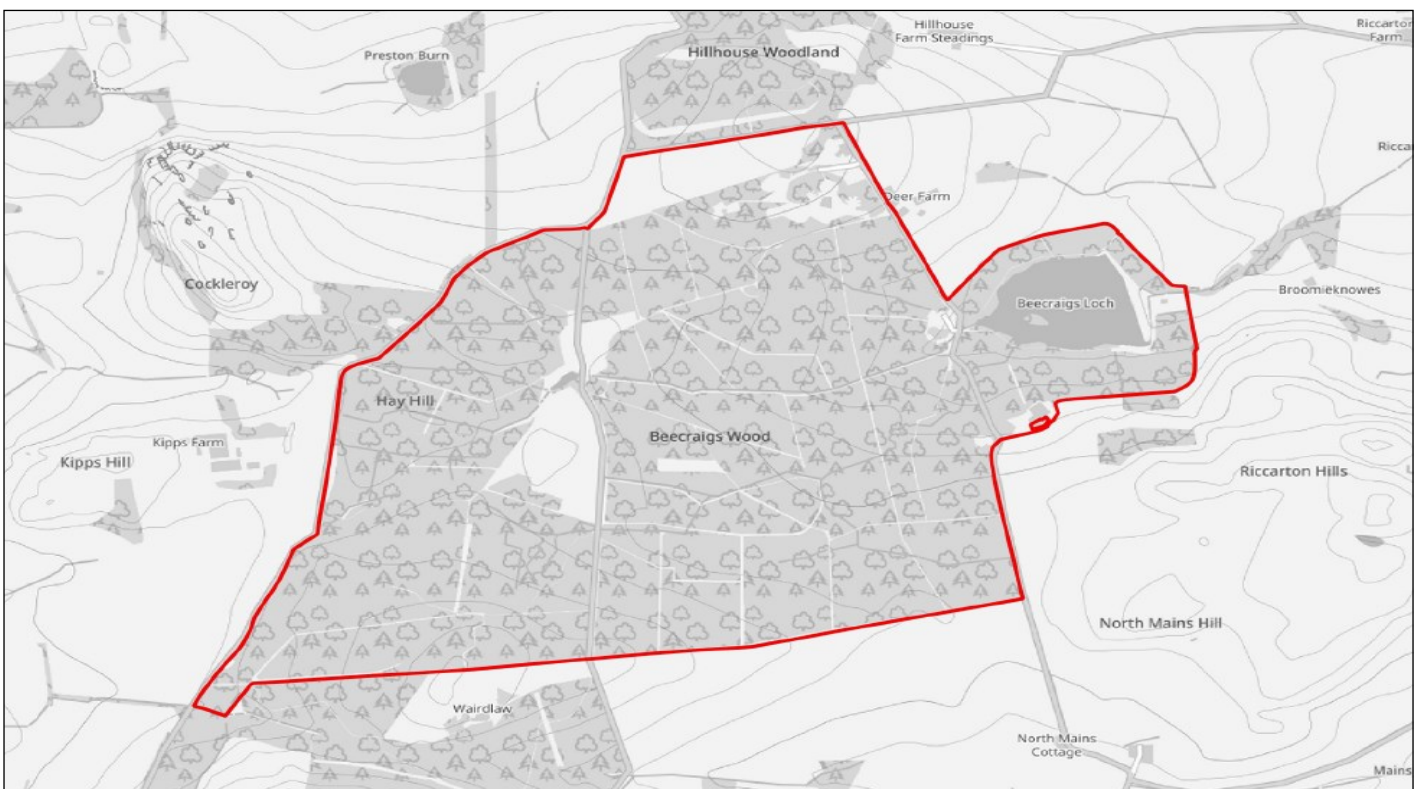 Hillhouse
Farm Steadings
Riccarton
Farm
Preston Burn
Hillhouse Woodland
Ricca
Deer Farm
Cockleroy
Beecraigs Loch
Broomieknowes
Hay Hill
Kipps Farm
Beecraigs Wood
Kipps Hill
Riccarton Hills
North Mains Hill
Wairdlaw
North Mains
Cottage
Mains